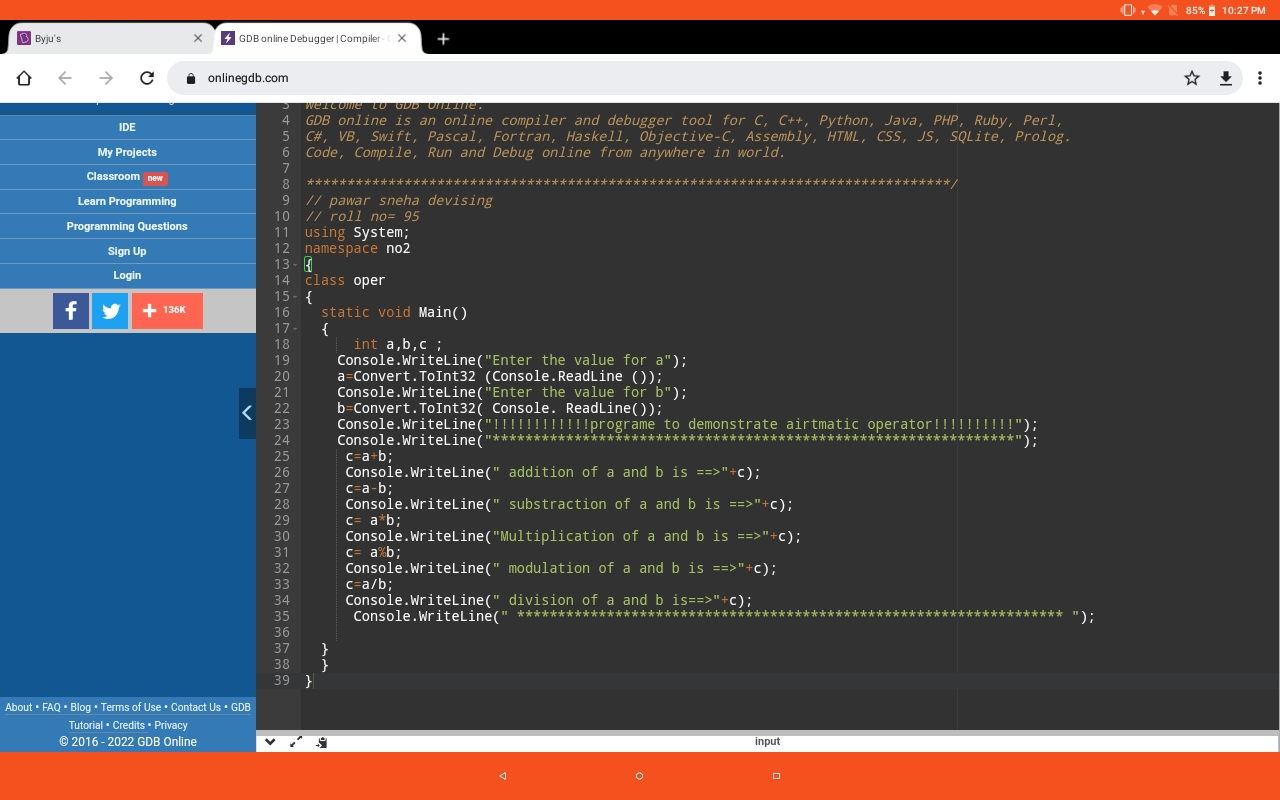 85% 10:27 PM
Byju's
GDB online Debugger | Compiler -
onlinegdb.com
IDE
My Projects
Classroom new
Learn Programming
Programming Questions
Sign Up
Login
136K
About • FAQ • Blog • Terms of Use • Contact Us • GDB
Tutorial • Credits • Privacy
© 2016 - 2022 GDB Online
3 Welcome to GDB Online.
4 GDB online is an online compiler and debugger tool for C, C++, Python, Java, PHP, Ruby, Perl,
5 C#, VB, Swift, Pascal, Fortran, Haskell, Objective-C, Assembly, HTML, CSS, JS, SQLite, Prolog.
6 Code, Compile, Run and Debug online from anywhere in world.
7
8 *******************************************************************************/
9 // pawar sneha devising
10 // roll no= 95
11 using System;
12 namespace no2
13 {
14 class oper
15 {
16 static void Main()
17 {
18 int a,b,c ;
19 Console.WriteLine("Enter the value for a");
20 a=Convert.ToInt32 (Console.ReadLine ());
21 Console.WriteLine("Enter the value for b");
22 b=Convert.ToInt32( Console. ReadLine());
23 Console.WriteLine("!!!!!!!!!!!!programe to demonstrate airtmatic operator!!!!!!!!!!");
24 Console.WriteLine("****************************************************************");
25 c=a+b;
26 Console.WriteLine(" addition of a and b is ==>"+c);
27 c=a-b;
28 Console.WriteLine(" substraction of a and b is ==>"+c);
29 c= a*b;
30 Console.WriteLine("Multiplication of a and b is ==>"+c);
31 c= a%b;
32 Console.WriteLine(" modulation of a and b is ==>"+c);
33 c=a/b;
34 Console.WriteLine(" division of a and b is==>"+c);
35 Console.WriteLine(" ******************************************************************* ");
36
37 }
38 }
39 }
input